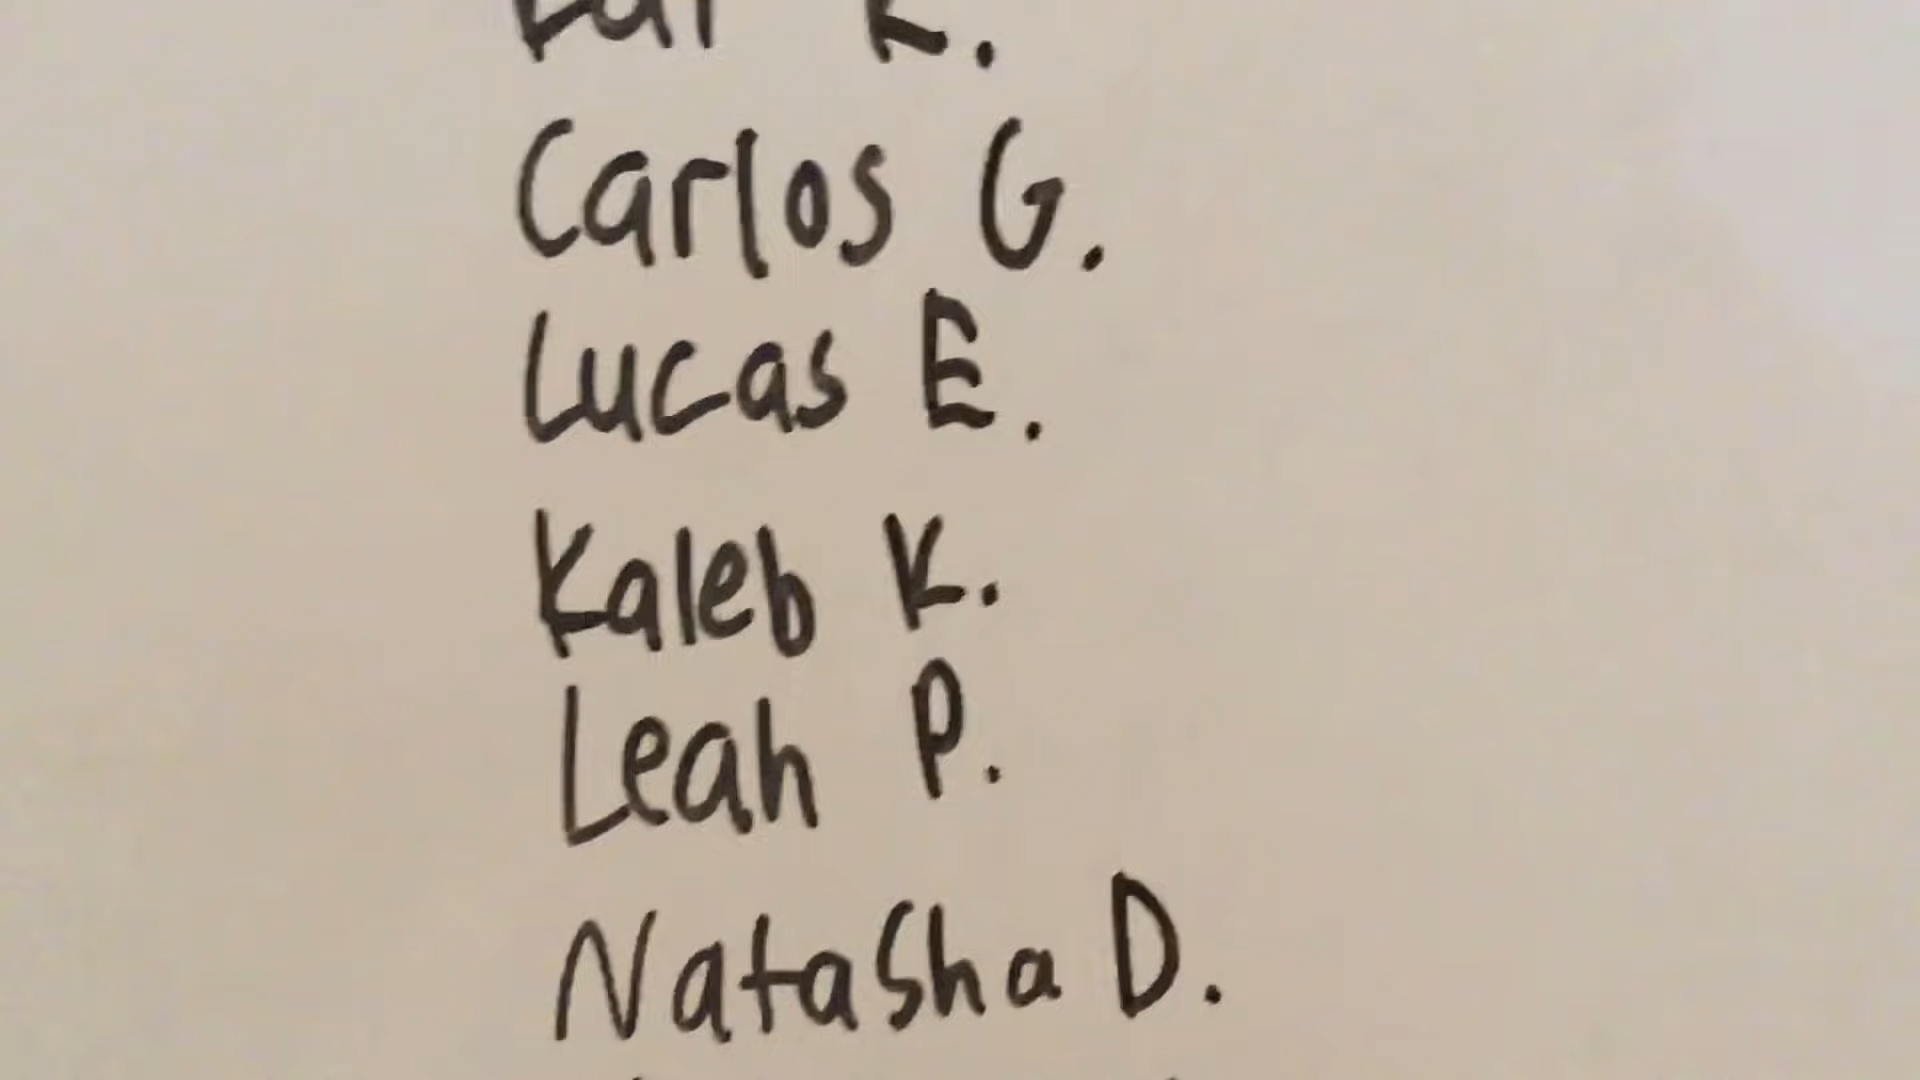 Carlos G.
Lucas E.
Kaleb K.
Leah P.
Natasha D.